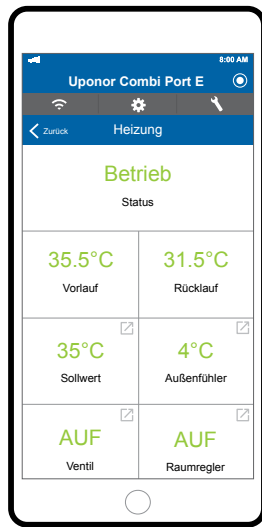 8:00 AM
Uponor Combi Port E
Zurück Heizung
Betrieb
Status
35.5°C 31.5°C
Vorlauf Rücklauf
35°C 4°C
Sollwert Außenfühler
AUF AUF
Ventil Raumregler